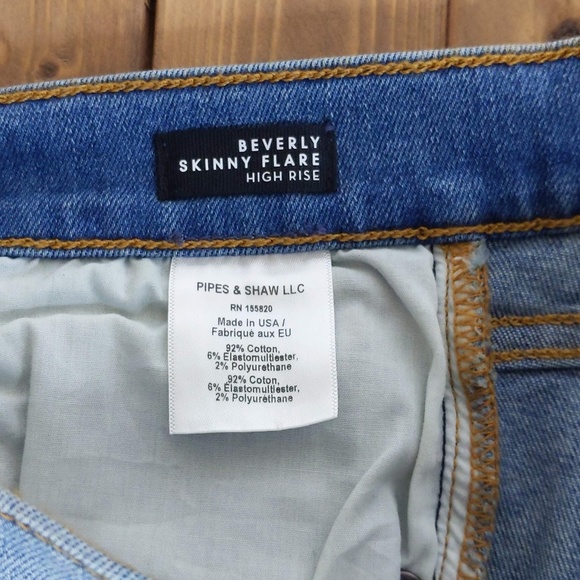 BEVERLY
SKINNY FLARE
HIGH RISE
PIPES & SHAW LLC
RN 155820
Made in USA /
Fabriqué aux EU
92% Cotton,
6% Elastomultiester,
2% Polyurethane
92% Coton,
6% Elastomultiester,
2% Polyurethane